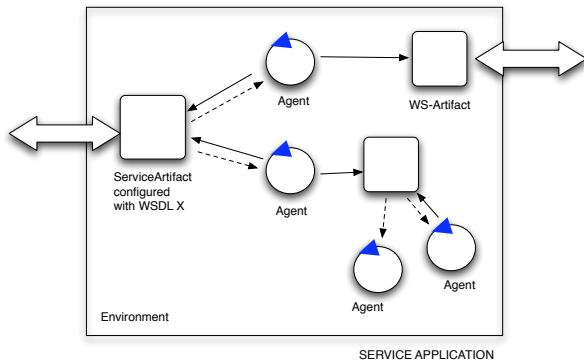 Agent
WS-Artifact
ServiceArtifact
configured
with WSDL X
Agent
Agent
Agent
Environment
SERVICE APPLICATION